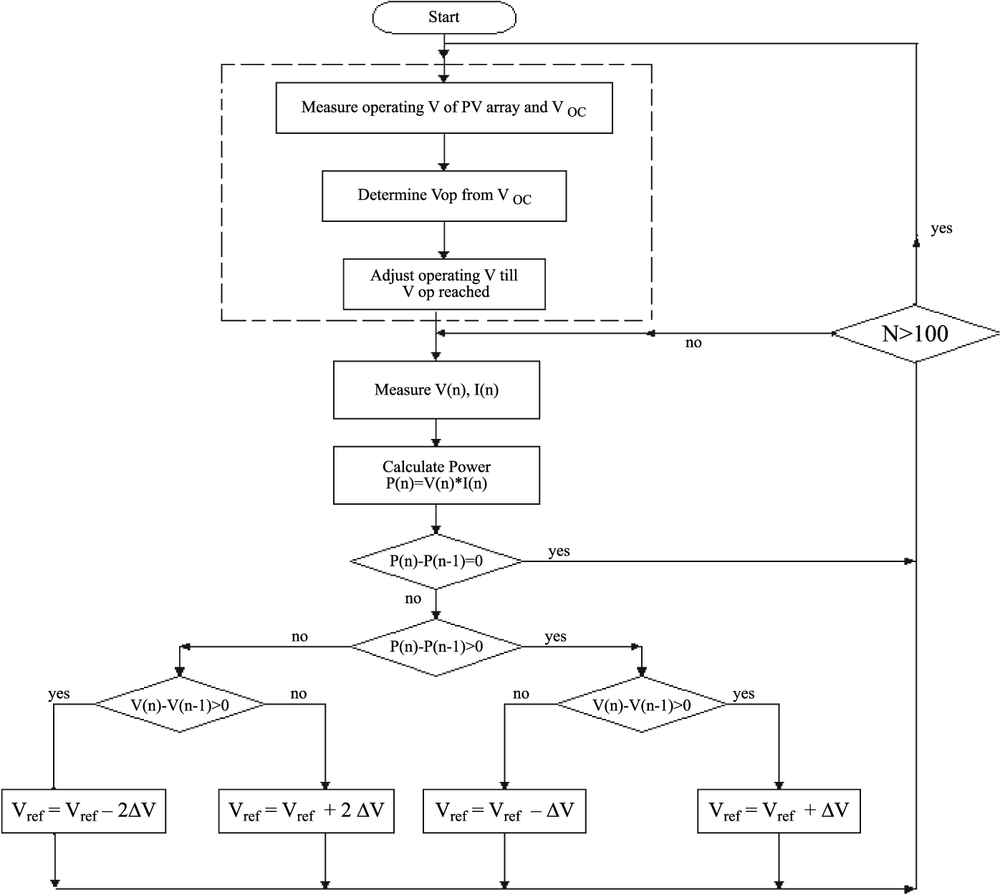 Start
Measure operating V of PV array and V OC
Determine Vop from V OC
yes
Adjust operating V till
V op reached
N>100
no
Measure V(n), I(n)
Calculate Power
P(n)=V(n)*I(n)
P(n)-P(n-1)=0
yes
no
no
P(n)-P(n-1)>0
yes
yes
V(n)-V(n-1)>0
no
no
V(n)-V(n-1)>0
yes
Vref = Vref – 2ΔV
Vref = Vref + 2 ΔV
Vref = Vref – ΔV
Vref = Vref + ΔV